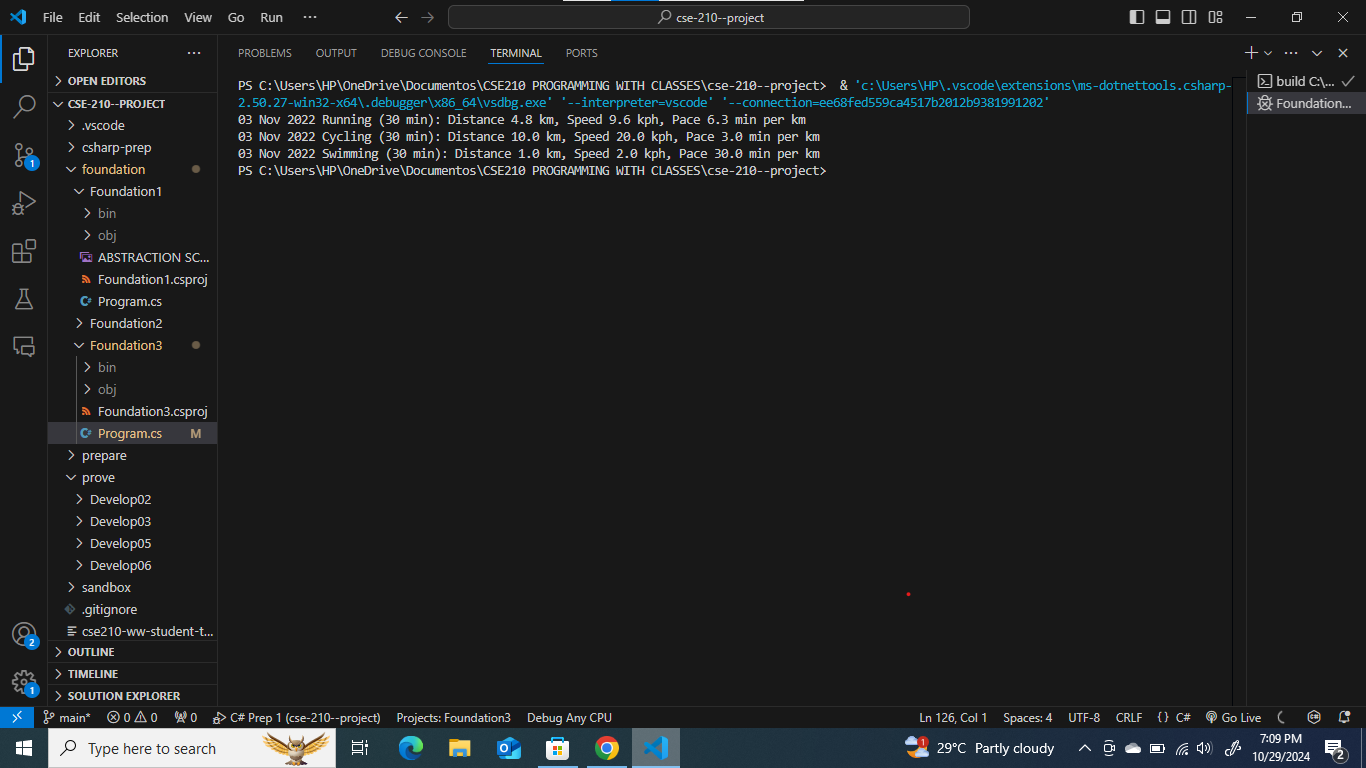 File Edit Selection View Go Run ··· cse-210--project
EXPLORER ···
OPEN EDITORS
CSE-210--PROJECT
.vscode
csharp-prep
foundation
Foundation1
bin
obj
ABSTRACTION SC...
Foundation1.csproj
Program.cs
Foundation2
Foundation3
bin
obj
Foundation3.csproj
Program.cs M
prepare
prove
Develop02
Develop03
Develop05
Develop06
sandbox
.gitignore
cse210-ww-student-t...
OUTLINE
TIMELINE
SOLUTION EXPLORER
1
2
1
PROBLEMS OUTPUT DEBUG CONSOLE TERMINAL PORTS
PS C:\Users\HP\OneDrive\Documentos\CSE210 PROGRAMMING WITH CLASSES\cse-210--project> & 'c:\Users\HP\.vscode\extensions\ms-dotnettools.csharp-
2.50.27-win32-x64\.debugger\x86_64\vsdbg.exe' '--interpreter=vscode' '--connection=ee68fed559ca4517b2012b9381991202'
03 Nov 2022 Running (30 min): Distance 4.8 km, Speed 9.6 kph, Pace 6.3 min per km
03 Nov 2022 Cycling (30 min): Distance 10.0 km, Speed 20.0 kph, Pace 3.0 min per km
03 Nov 2022 Swimming (30 min): Distance 1.0 km, Speed 2.0 kph, Pace 30.0 min per km
PS C:\Users\HP\OneDrive\Documentos\CSE210 PROGRAMMING WITH CLASSES\cse-210--project>
build C:\...
Foundation...
main* 0 0 0 C# Prep 1 (cse-210--project) Projects: Foundation3 Debug Any CPU Ln 126, Col 1 Spaces: 4 UTF-8 CRLF {} C# Go Live
Type here to search 1 29°C Partly cloudy 7:09 PM
10/29/2024 2